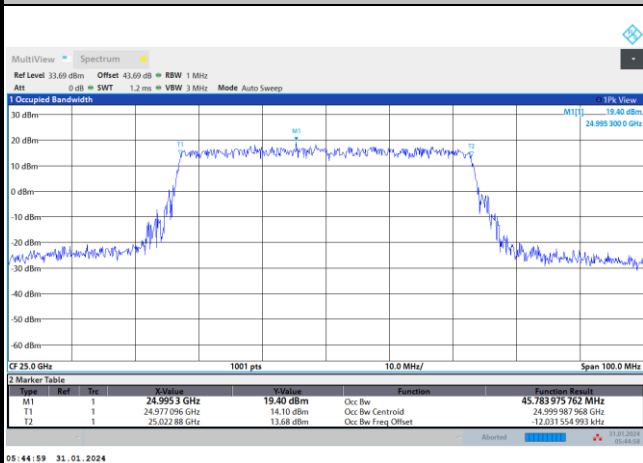 MultiView Spectrum
Ref Level 33.69 dBm Offset 43.69 dB RBW 1 MHz
Att 0 dB SWT 1.2 ms VBW 3 MHz Mode Auto Sweep
1 Occupied Bandwidth 1Pk View
M1[1] 19.40 dBm
24.995 300 0 GHz
30 dBm
M1
20 dBm
T1 T2
10 dBm
0 dBm
-10 dBm
-20 dBm
-30 dBm
-40 dBm
-50 dBm
-60 dBm
CF 25.0 GHz 1001 pts 10.0 MHz/ Span 100.0 MHz
2 Marker Table
Type Ref Trc X-Value Y-Value Function Function Result
M1 1 24.995 3 GHz 19.40 dBm Occ Bw 45.783 975 762 MHz
T1 1 24.977 096 GHz 14.10 dBm Occ Bw Centroid 24.999 987 968 GHz
T2 1 25.022 88 GHz 13.68 dBm Occ Bw Freq Offset -12.031 554 993 kHz
Aborted 31.01.2024
05:44:59
05:44:59 31.01.2024